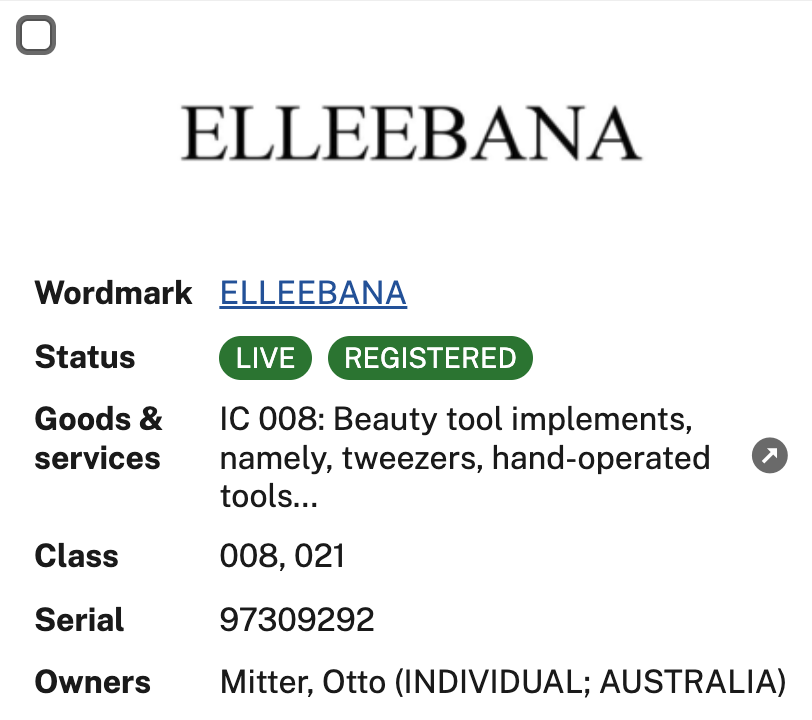 ELLEEBANA
Wordmark ELLEEBANA
Status LIVE REGISTERED
Goods & services IC 008: Beauty tool implements,
namely, tweezers, hand-operated
tools...
Class 008, 021
Serial 97309292
Owners Mitter, Otto (INDIVIDUAL; AUSTRALIA)